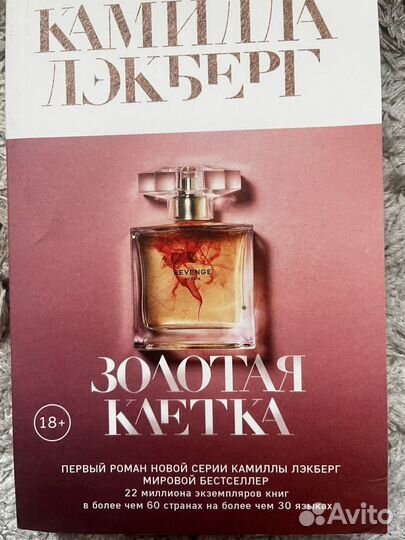 КАМИЛЛА
ЛЭКБЕРГ
REVENGE
ЗОЛОТАЯ
КЛЕТКА
18+
ПЕРВЫЙ РОМАН НОВОЙ СЕРИИ КАМИЛЛЫ ЛЭКБЕРГ
МИРОВОЙ БЕСТСЕЛЛЕР
22 миллиона экземпляров книг
в более чем 60 странах на более чем 30 языках
Avito